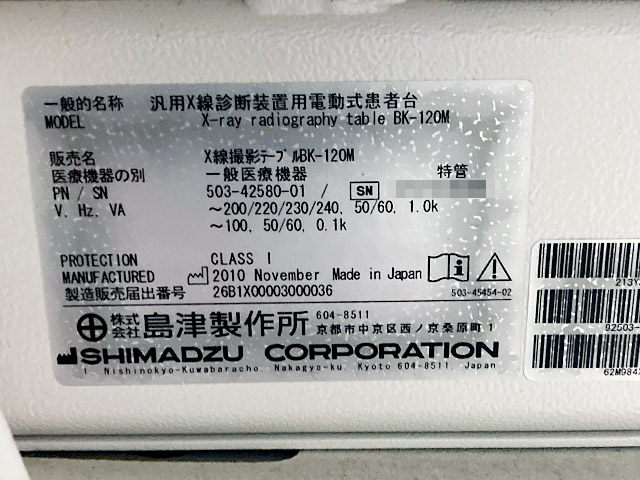 一般的名称 汎用X線診断装置用電動式患者台
MODEL X-ray radiography table BK-120M
販売名 X線撮影テーブルBK-120M
医療機器の別 一般医療機器 特管
PN / SN 503-42580-01 / SN
V, Hz, VA ～200/220/230/240, 50/60, 1.0k
～100, 50/60, 0.1k
PROTECTION CLASS I
MANUFACTURED 2010 November Made in Japan
製造販売届出番号 26B1X00003000036 503-45454-02
株式会社 島津製作所 604-8511
京都市中京区西ノ京桑原町1
SHIMADZU CORPORATION
1, Nishinokyo-Kuwabaracho, Nakagyo-ku, Kyoto 604-8511, Japan
213Y
92503-
62M984